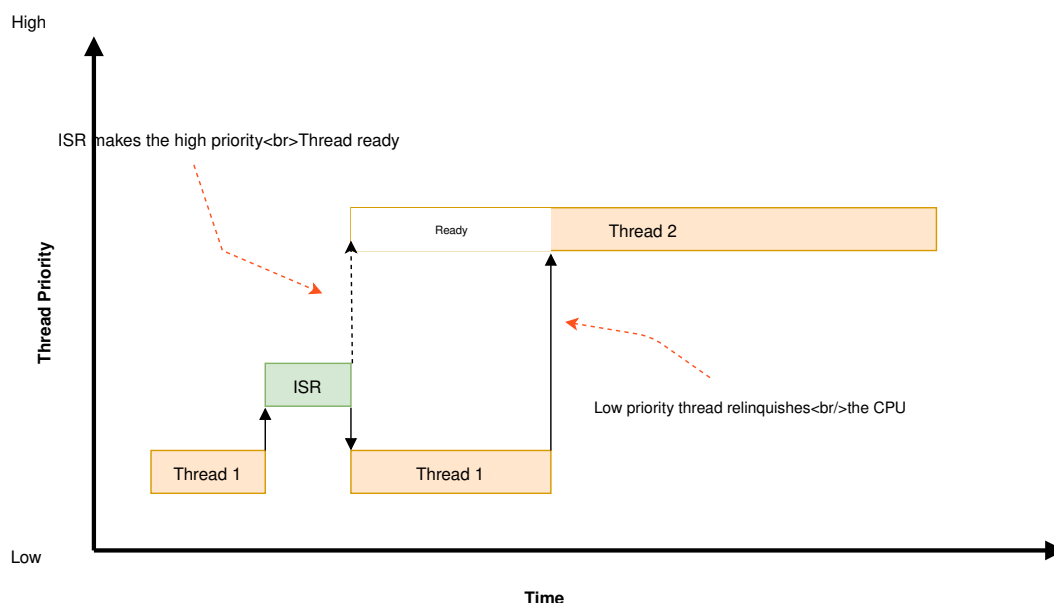 High
ISR makes the high priority<br>Thread ready
Ready
Thread 2
Thread Priority
ISR
Low priority thread relinquishes<br/>the CPU
Thread 1
Thread 1
Low
Time